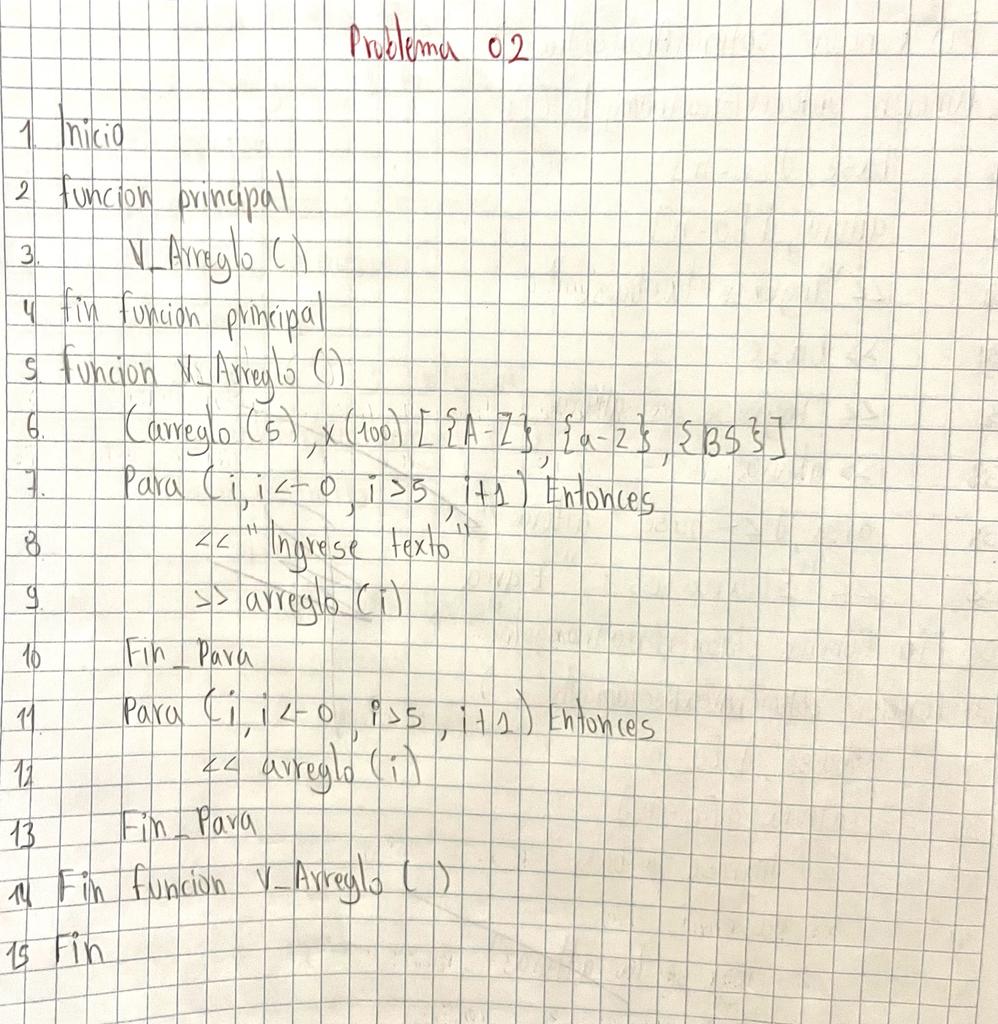 Problema 02
1 Inicio
2 funcion principal
3. V_Arreglo ()
4 fin funcion principal
5 funcion V_Arreglo ()
6. (arreglo (5), x (100) [{A-Z}, {a-z}, {BS}]
7. Para (i, i <- 0, i > 5, i+1) Entonces
8 << "Ingrese texto"
9. >> arreglo (i)
10 Fin_Para
11 Para (i, i <- 0, i > 5, i+1) Entonces
12 << arreglo (i)
13 Fin_Para
14 Fin funcion V_Arreglo ()
15 Fin